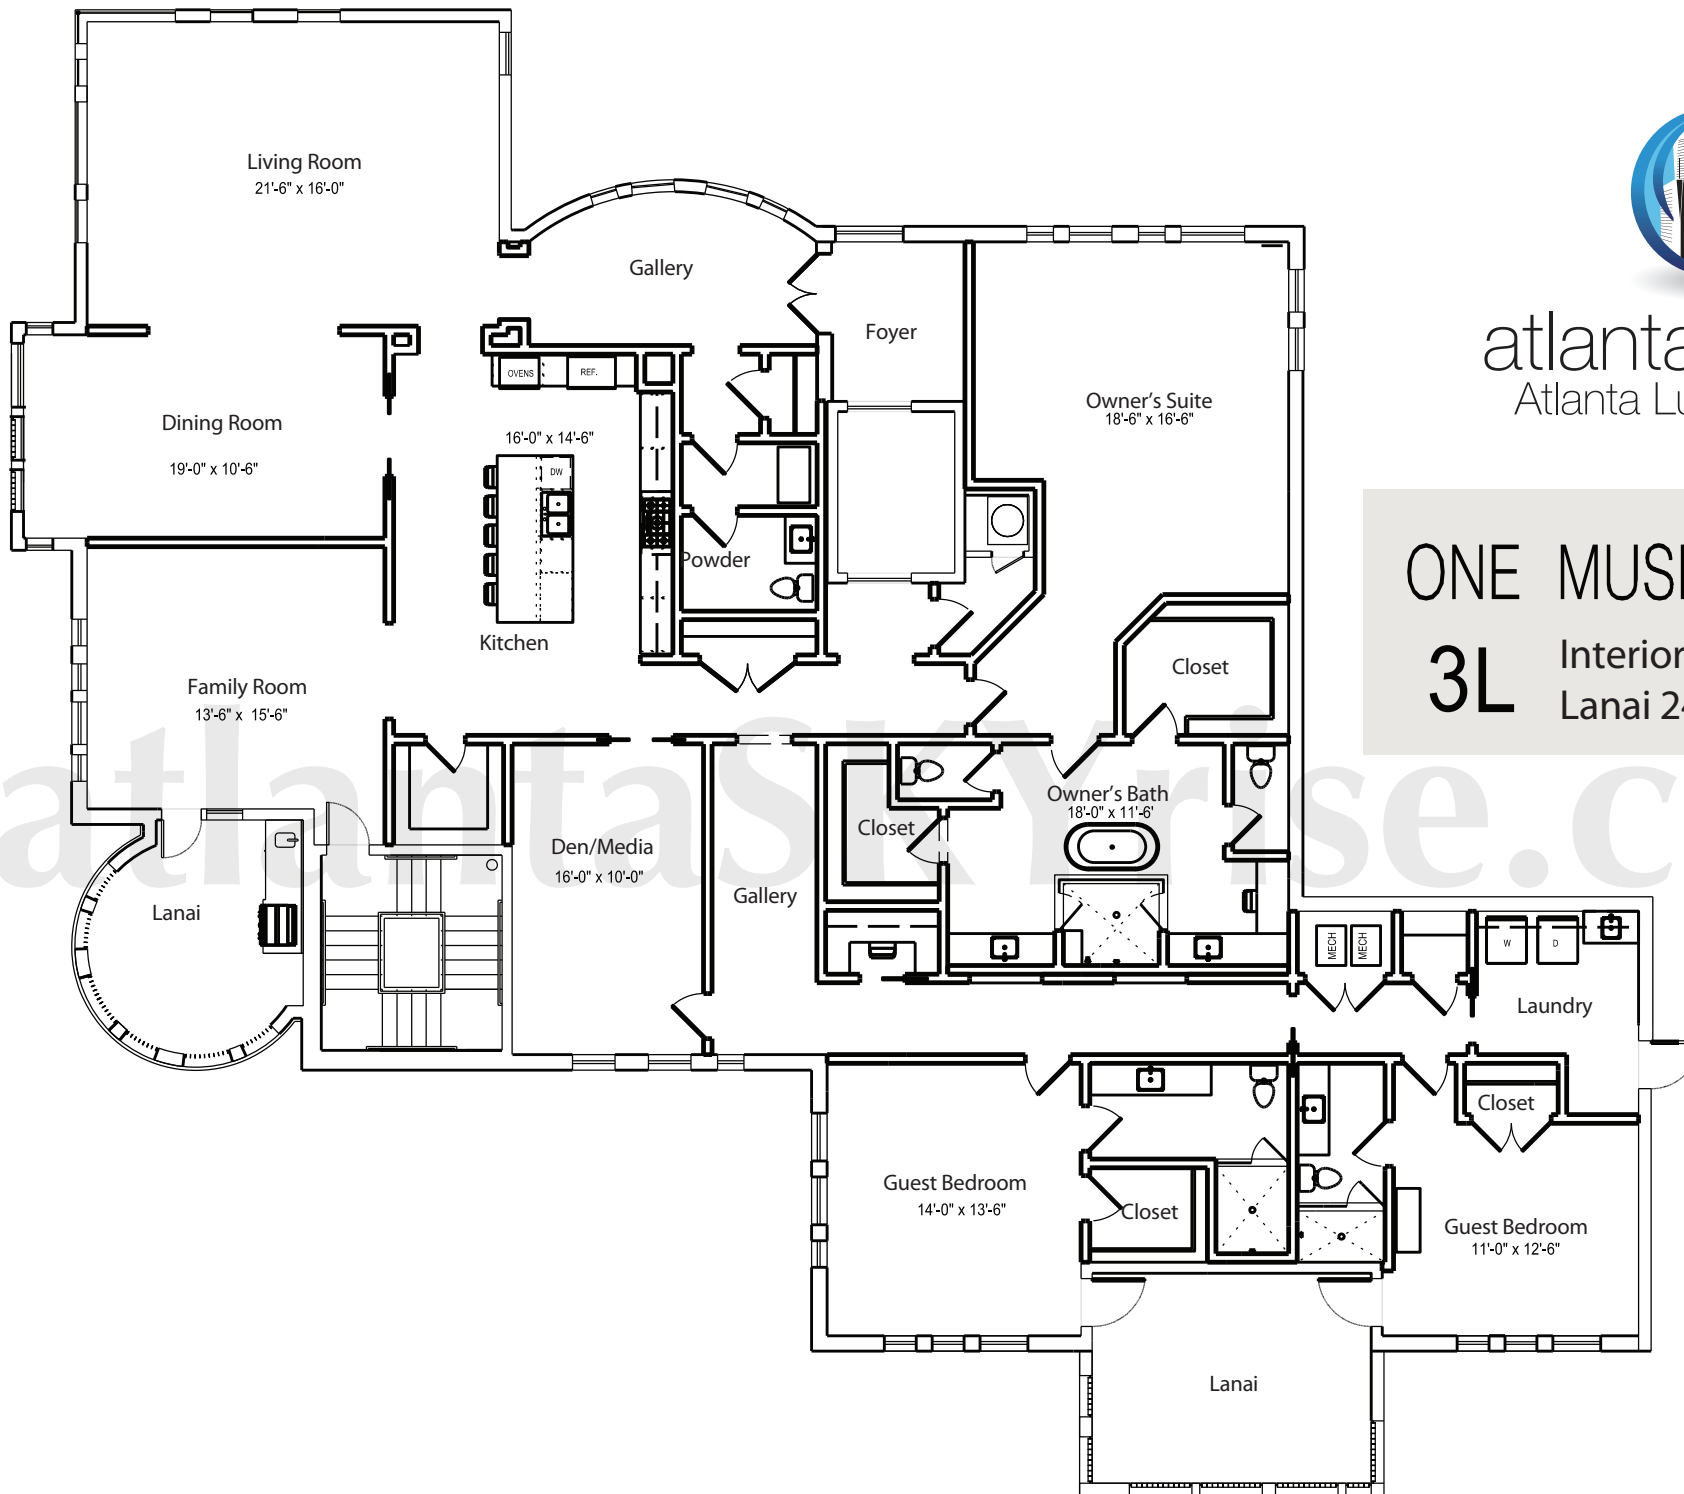 Living Room
21'-6" x 16'-0"
Gallery
Foyer
OVENS
REF.
Owner's Suite
18'-6" x 16'-6"
Dining Room
19'-0" x 10'-6"
16'-0" x 14'-6"
DW
Powder
Kitchen
Closet
Family Room
13'-6" x 15'-6"
Owner's Bath
18'-0" x 11'-6'
Closet
Den/Media
16'-0" x 10'-0"
Gallery
Lanai
MECH
MECH
W
D
Laundry
Closet
Guest Bedroom
14'-0" x 13'-6"
Closet
Guest Bedroom
11'-0" x 12'-6"
Lanai
atlanta
Atlanta Lu
ONE MUS
3L
Interior
Lanai 24
atlantaSKYrise.c